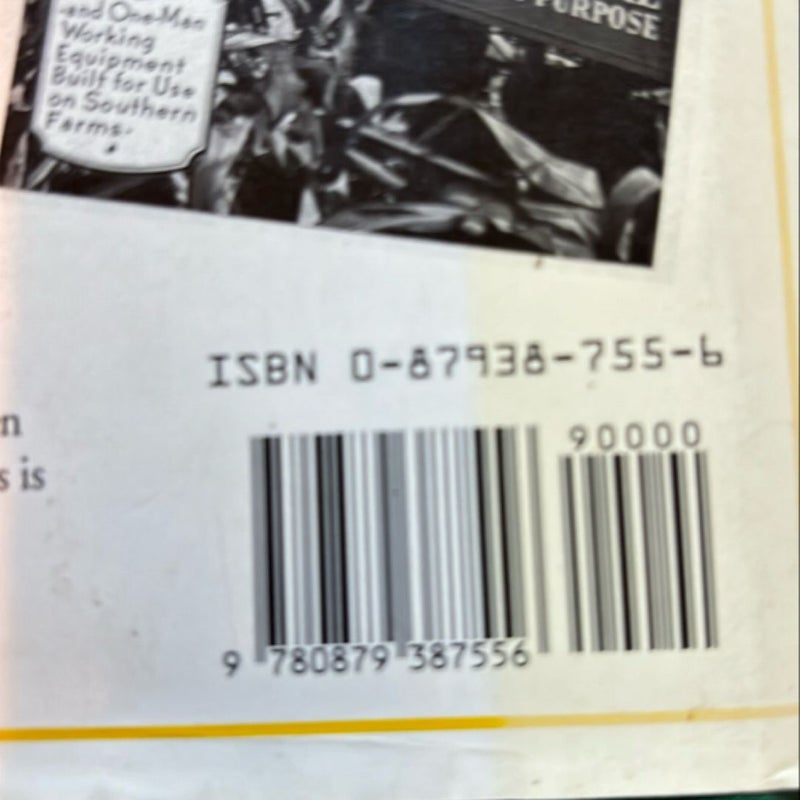 and One-Man
Working
Equipment
Built for Use
on Southern
Farms.
PURPOSE
ISBN 0-87938-755-6
s is
90000
9 780879 387556